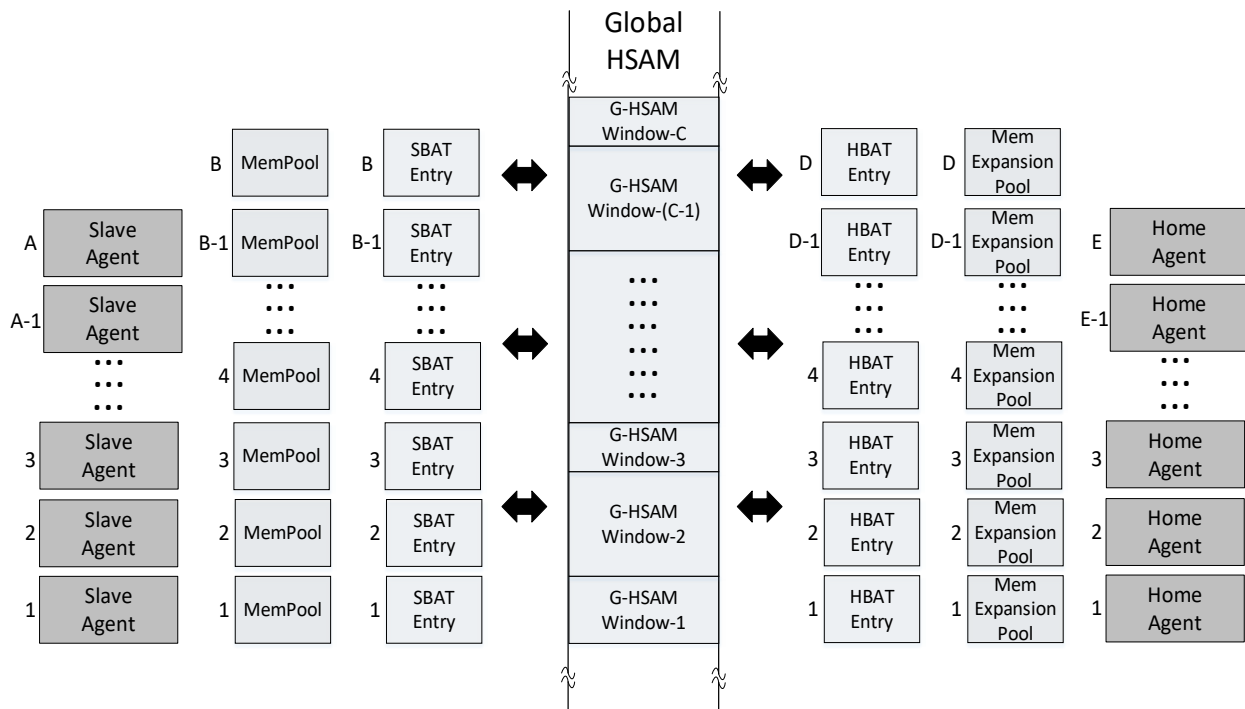 Global
HSAM
G-HSAM
Window-C
B
MemPool
B
SBAT
Entry
G-HSAM
Window-(C-1)
D
HBAT
Entry
D
Mem
Expansion
Pool
A
Slave
Agent
B-1
MemPool
B-1
SBAT
Entry
D-1
HBAT
Entry
D-1
Mem
Expansion
Pool
E
Home
Agent
A-1
Slave
Agent
E-1
Home
Agent
4
MemPool
4
SBAT
Entry
4
HBAT
Entry
4
Mem
Expansion
Pool
3
Slave
Agent
3
MemPool
3
SBAT
Entry
G-HSAM
Window-3
3
HBAT
Entry
3
Mem
Expansion
Pool
3
Home
Agent
2
Slave
Agent
2
MemPool
2
SBAT
Entry
G-HSAM
Window-2
2
HBAT
Entry
2
Mem
Expansion
Pool
2
Home
Agent
1
Slave
Agent
1
MemPool
1
SBAT
Entry
G-HSAM
Window-1
1
HBAT
Entry
1
Mem
Expansion
Pool
1
Home
Agent